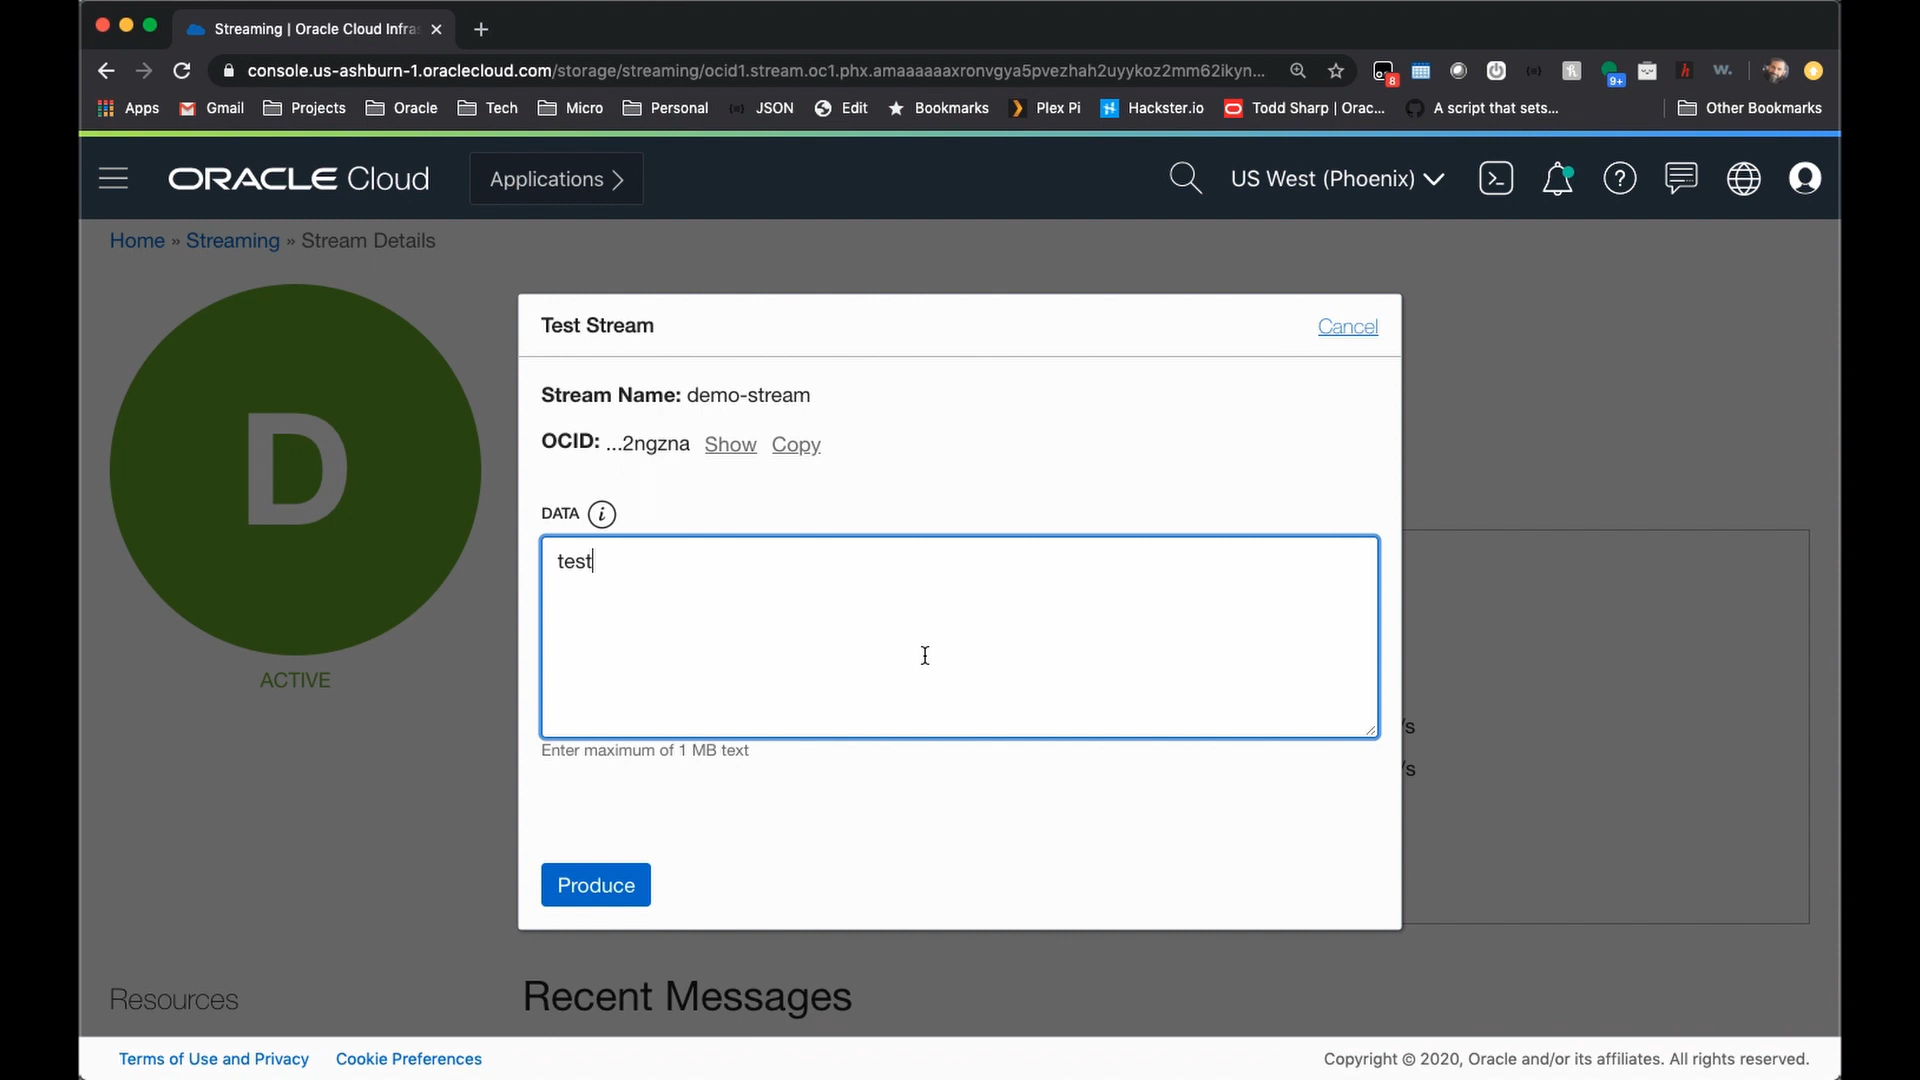 Streaming | Oracle Cloud Infra
console.us-ashburn-1.oraclecloud.com/storage/streaming/ocid1.stream.oc1.phx.amaaaaaaxronvgya5pvezhah2uyykoz2mm62ikyn...
8
9+
h
w.
Apps
Gmail
Projects
Oracle
Tech
Micro
Personal
JSON
Edit
Bookmarks
Plex Pi
Hackster.io
Todd Sharp | Orac...
A script that sets...
Other Bookmarks
ORACLE Cloud
Applications
US West (Phoenix)
Home » Streaming » Stream Details
D
ACTIVE
Test Stream
Cancel
Stream Name: demo-stream
OCID: ...2ngzna Show Copy
DATA i
test
Enter maximum of 1 MB text
/s
/s
Produce
Resources
Recent Messages
Terms of Use and Privacy
Cookie Preferences
Copyright © 2020, Oracle and/or its affiliates. All rights reserved.